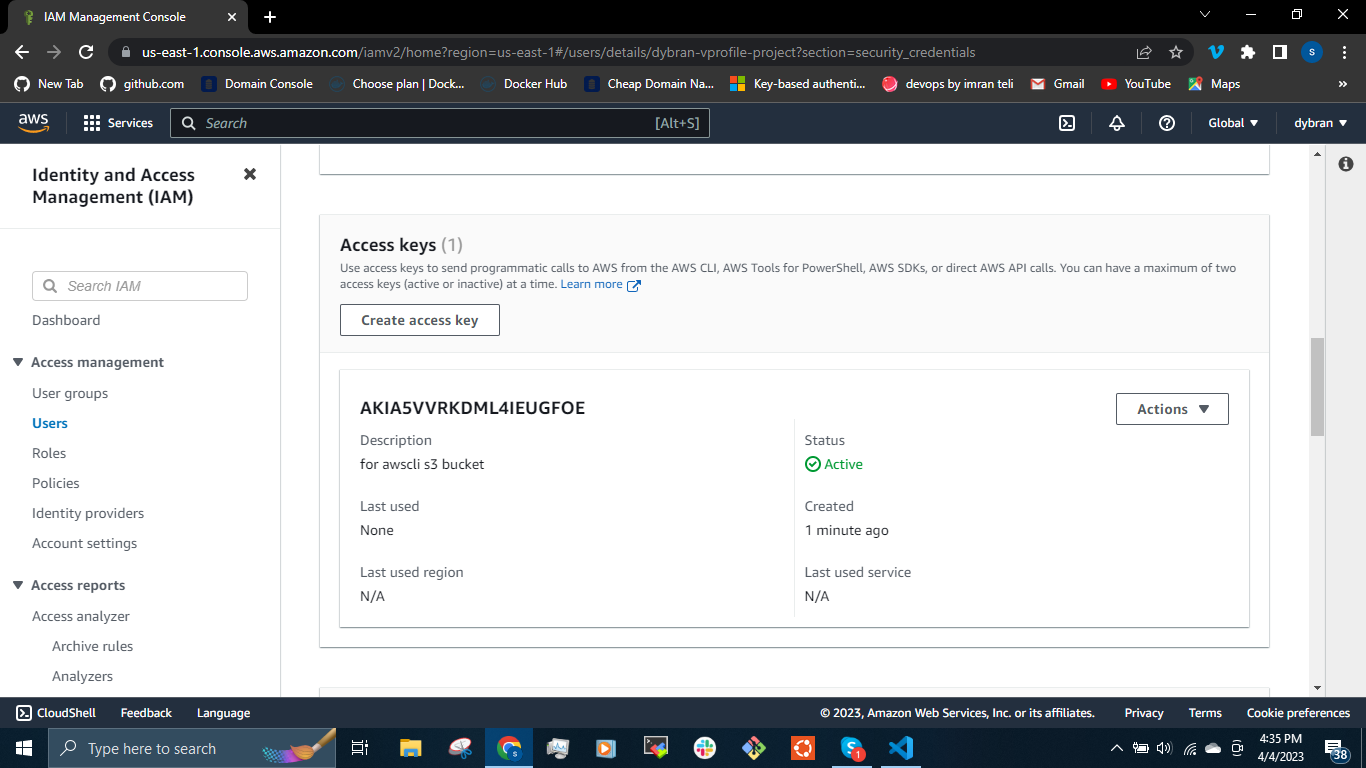 IAM Management Console
us-east-1.console.aws.amazon.com/iamv2/home?region=us-east-1#/users/details/dybran-vprofile-project?section=security_credentials
S
New Tab
github.com
Domain Console
Choose plan | Dock...
Docker Hub
Cheap Domain Na...
Key-based authenti...
devops by imran teli
Gmail
YouTube
Maps
»
aws
Services
Search
[Alt+S]
Global
dybran
Identity and Access
Management (IAM)
Search IAM
Dashboard
Access management
User groups
Users
Roles
Policies
Identity providers
Account settings
Access reports
Access analyzer
Archive rules
Analyzers
Access keys (1)
Use access keys to send programmatic calls to AWS from the AWS CLI, AWS Tools for PowerShell, AWS SDKs, or direct AWS API calls. You can have a maximum of two
access keys (active or inactive) at a time. Learn more
Create access key
AKIA5VVRKDML4IEUGFOE
Actions
Description
for awscli s3 bucket
Status
Active
Last used
None
Created
1 minute ago
Last used region
N/A
Last used service
N/A
CloudShell
Feedback
Language
© 2023, Amazon Web Services, Inc. or its affiliates.
Privacy
Terms
Cookie preferences
Type here to search
S
1
4:35 PM
4/4/2023
38